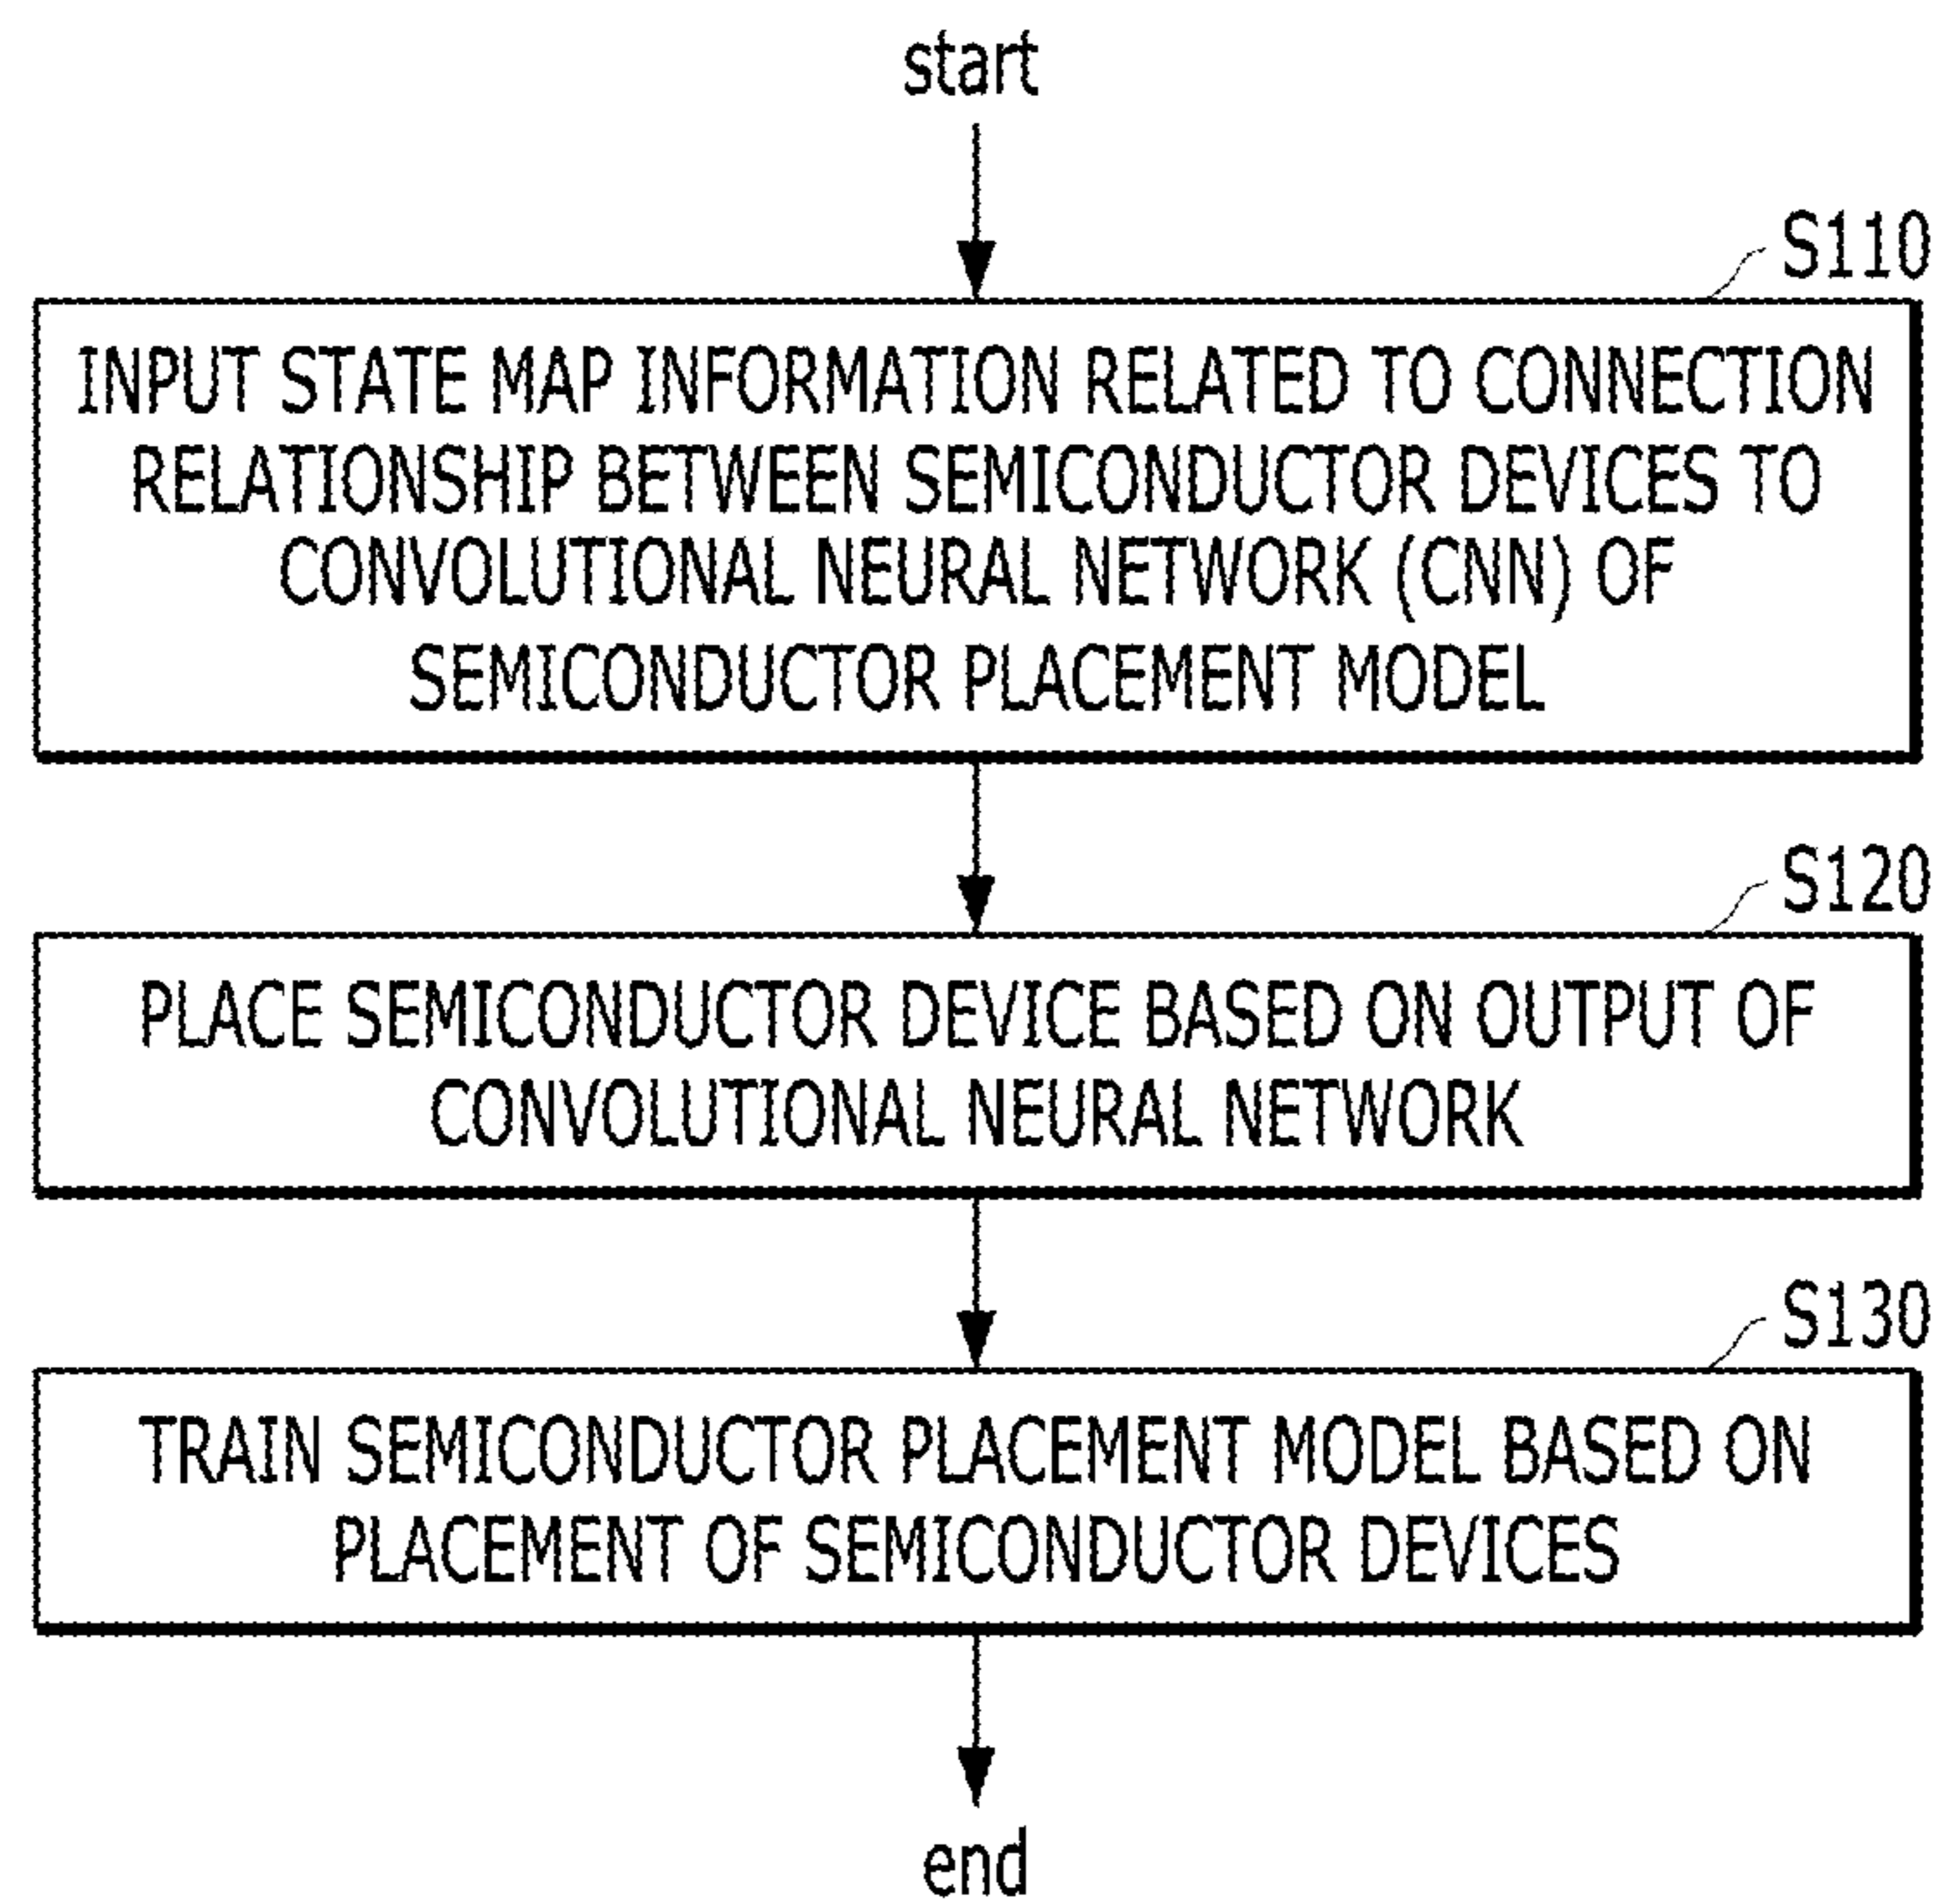 start
S110
INPUT STATE MAP INFORMATION RELATED TO CONNECTION
RELATIONSHIP BETWEEN SEMICONDUCTOR DEVICES TO
CONVOLUTIONAL NEURAL NETWORK (CNN) OF
SEMICONDUCTOR PLACEMENT MODEL
S120
PLACE SEMICONDUCTOR DEVICE BASED ON OUTPUT OF
CONVOLUTIONAL NEURAL NETWORK
S130
TRAIN SEMICONDUCTOR PLACEMENT MODEL BASED ON
PLACEMENT OF SEMICONDUCTOR DEVICES
end